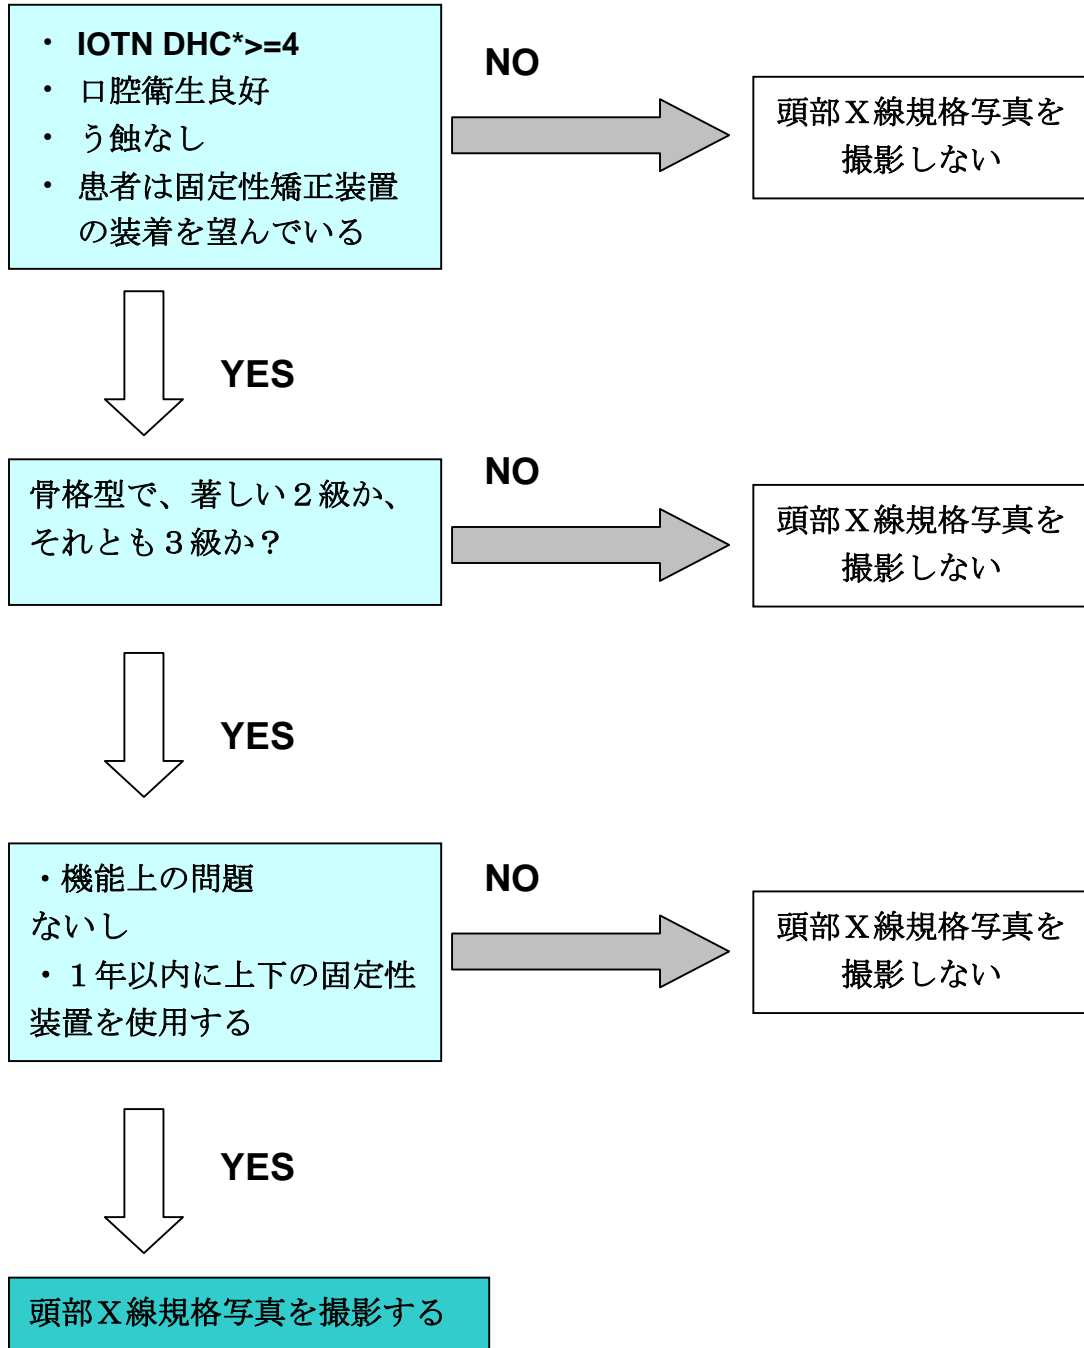 ・ IOTN DHC*>=4
・ 口腔衛生良好
・ う蝕なし
・ 患者は固定性矯正装置
の装着を望んでいる
NO
頭部Ｘ線規格写真を
撮影しない
YES
骨格型で、著しい２級か、
それとも３級か？
NO
頭部Ｘ線規格写真を
撮影しない
YES
・機能上の問題
ないし
・１年以内に上下の固定性
装置を使用する
NO
頭部Ｘ線規格写真を
撮影しない
YES
頭部Ｘ線規格写真を撮影する